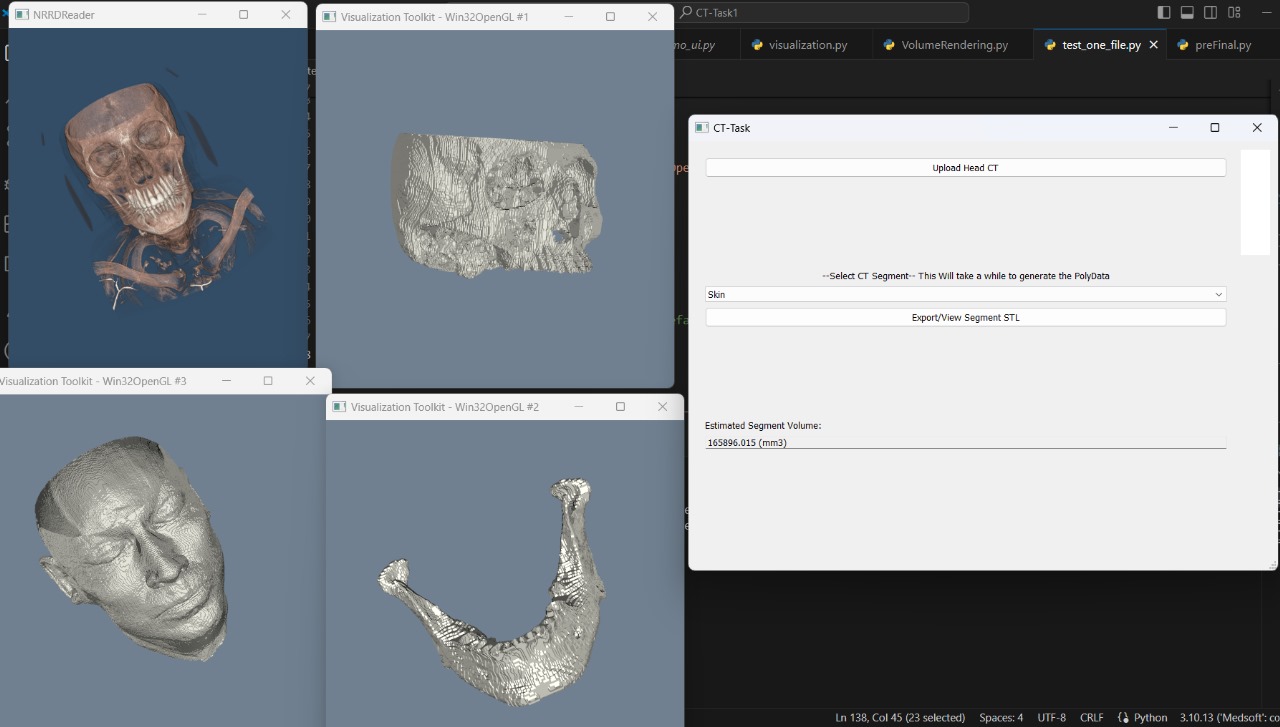 NRRDReader
Visualization Toolkit - Win32OpenGL #1
CT-Task1
mo_ui.py
visualization.py
VolumeRendering.py
test_one_file.py
preFinal.py
CT-Task
Upload Head CT
--Select CT Segment-- This Will take a while to generate the PolyData
Skin
Export/View Segment STL
Estimated Segment Volume:
165896.015 (mm3)
Visualization Toolkit - Win32OpenGL #3
Visualization Toolkit - Win32OpenGL #2
Ln 138, Col 45 (23 selected) Spaces: 4 UTF-8 CRLF Python 3.10.13 ('Medsoft': co